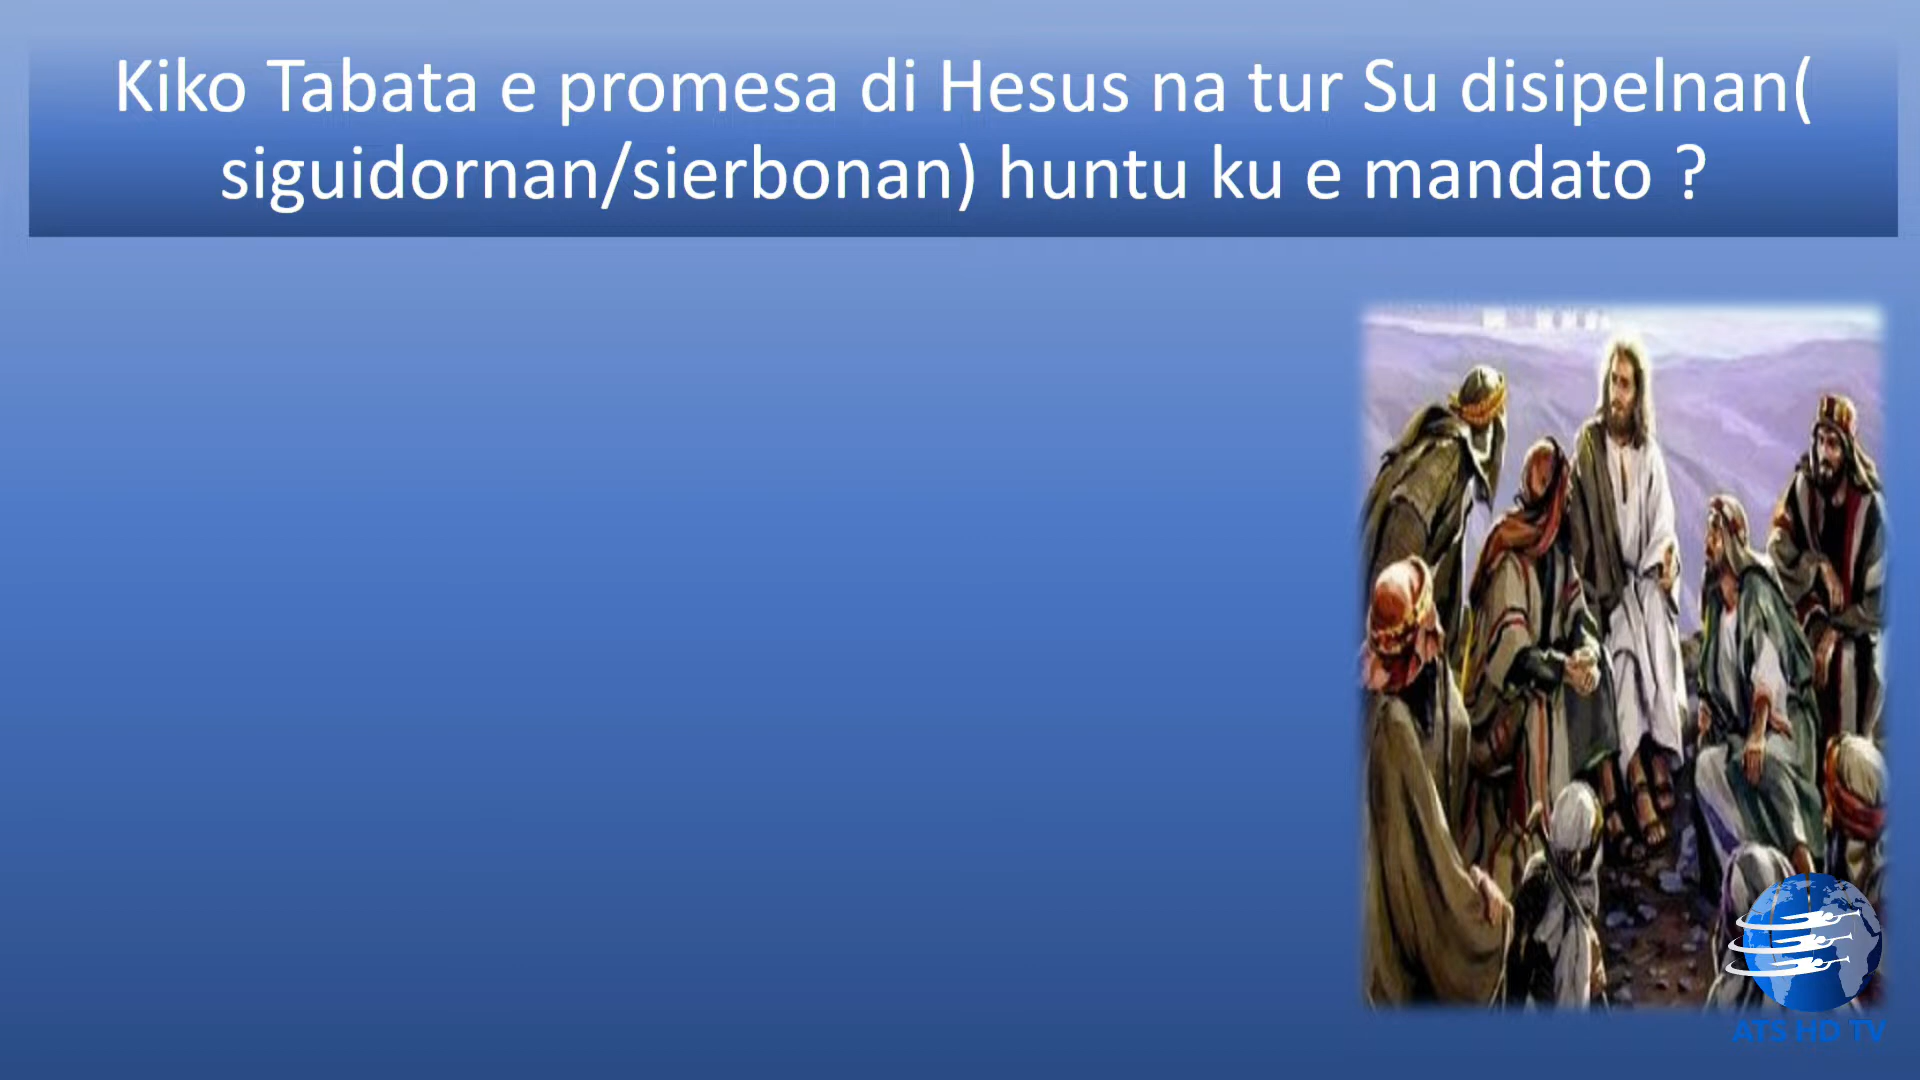 Kiko Tabata e promesa di Hesus na tur Su disipelnan(
siguidornan/sierbonan) huntu ku e mandato ?
ATS HD TV